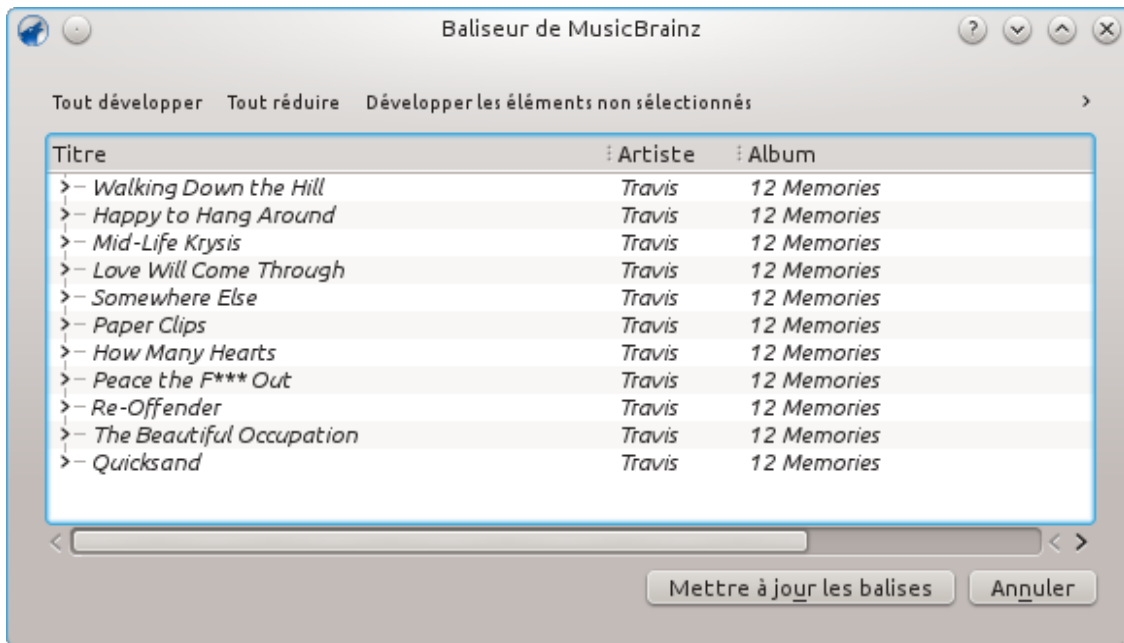 Baliseur de MusicBrainz
Tout développer Tout réduire Développer les éléments non sélectionnés
Titre Artiste Album
Walking Down the Hill Travis 12 Memories
Happy to Hang Around Travis 12 Memories
Mid-Life Krysis Travis 12 Memories
Love Will Come Through Travis 12 Memories
Somewhere Else Travis 12 Memories
Paper Clips Travis 12 Memories
How Many Hearts Travis 12 Memories
Peace the F*** Out Travis 12 Memories
Re-Offender Travis 12 Memories
The Beautiful Occupation Travis 12 Memories
Quicksand Travis 12 Memories
Mettre à jour les balises Annuler